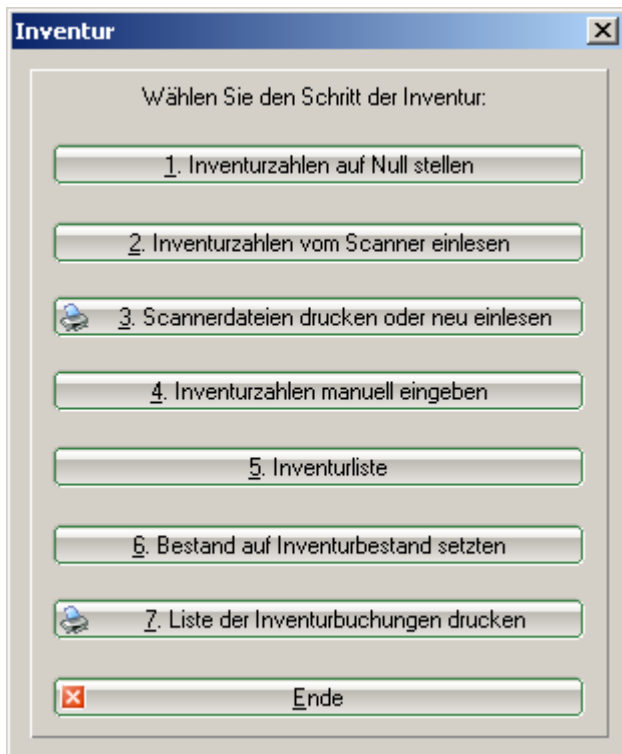 Inventur
Wählen Sie den Schritt der Inventur:
1. Inventurzahlen auf Null stellen
2. Inventurzahlen vom Scanner einlesen
3. Scannerdateien drucken oder neu einlesen
4. Inventurzahlen manuell eingeben
5. Inventurliste
6. Bestand auf Inventurbestand setzten
7. Liste der Inventurbuchungen drucken
Ende